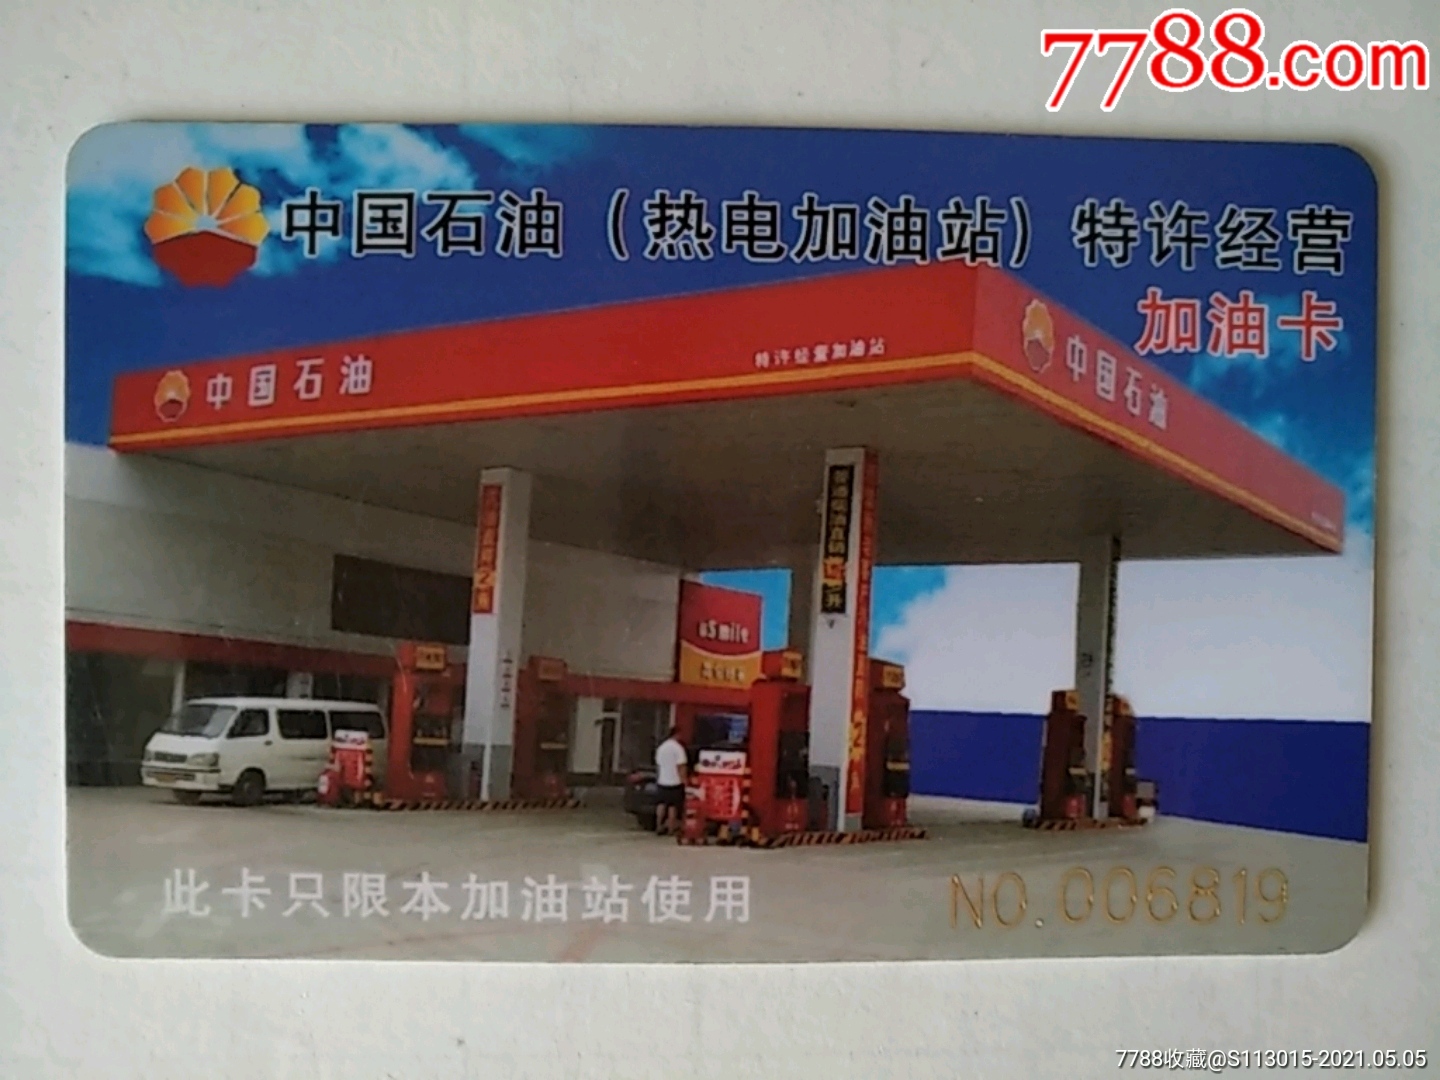 7788.com
中国石油（热电加油站）特许经营
加油卡
中国石油
特许经营加油站
中国石油
uSmile
此卡只限本加油站使用
NO.006819
7788收藏@S113015-2021.05.05